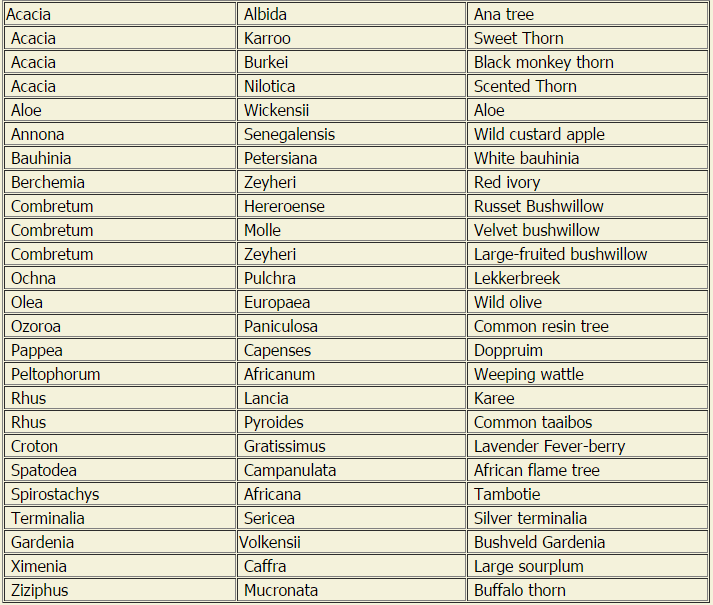 Acacia Albida Ana tree
Acacia Karroo Sweet Thorn
Acacia Burkei Black monkey thorn
Acacia Nilotica Scented Thorn
Aloe Wickensii Aloe
Annona Senegalensis Wild custard apple
Bauhinia Petersiana White bauhinia
Berchemia Zeyheri Red ivory
Combretum Hereroense Russet Bushwillow
Combretum Molle Velvet bushwillow
Combretum Zeyheri Large-fruited bushwillow
Ochna Pulchra Lekkerbreek
Olea Europaea Wild olive
Ozoroa Paniculosa Common resin tree
Pappea Capenses Doppruim
Peltophorum Africanum Weeping wattle
Rhus Lancia Karee
Rhus Pyroides Common taaibos
Croton Gratissimus Lavender Fever-berry
Spatodea Campanulata African flame tree
Spirostachys Africana Tambotie
Terminalia Sericea Silver terminalia
Gardenia Volkensii Bushveld Gardenia
Ximenia Caffra Large sourplum
Ziziphus Mucronata Buffalo thorn